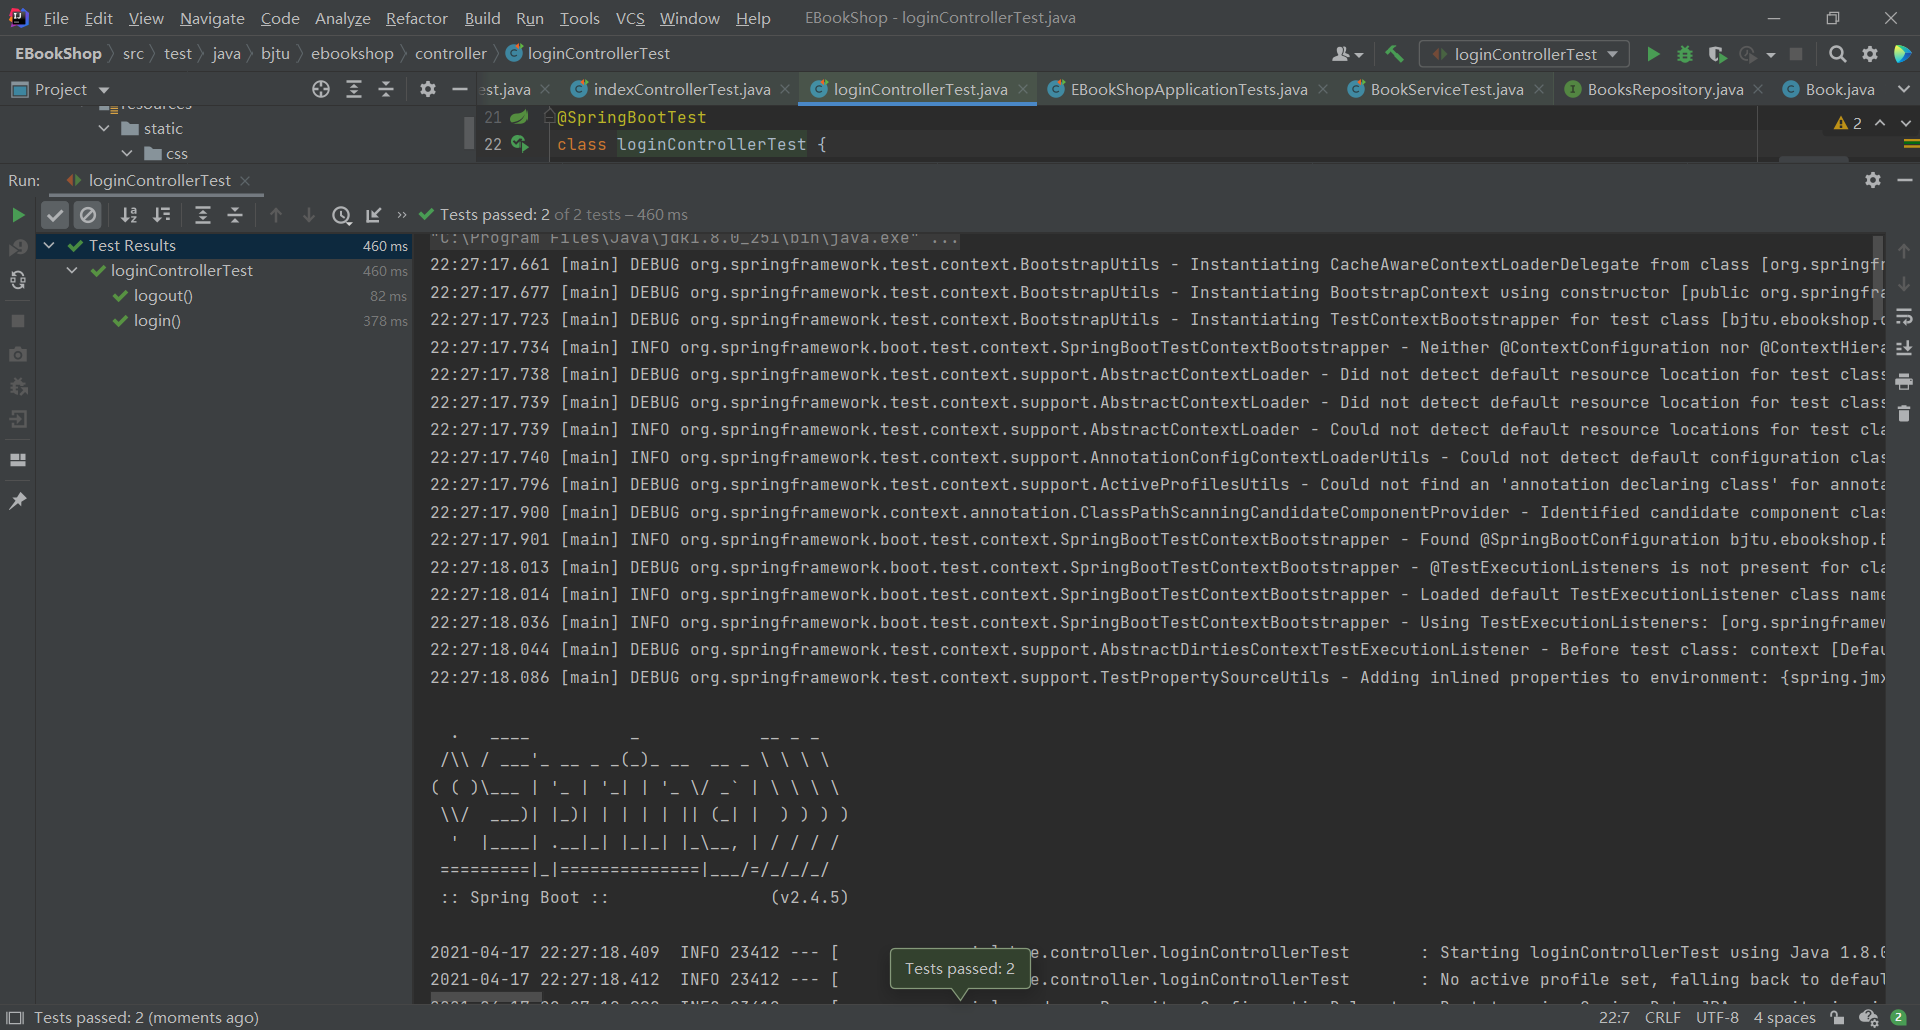 File Edit View Navigate Code Analyze Refactor Build Run Tools VCS Window Help EBookShop - loginControllerTest.java
EBookShop src test java bjtu ebookshop controller loginControllerTest loginControllerTest
Project est.java indexControllerTest.java loginControllerTest.java EBookShopApplicationTests.java BookServiceTest.java BooksRepository.java Book.java
resources
static
css
21 @SpringBootTest
22 class loginControllerTest {
2
Run: loginControllerTest
Tests passed: 2 of 2 tests – 460 ms
Test Results 460 ms
loginControllerTest 460 ms
logout() 82 ms
login() 378 ms
"C:\Program Files\Java\jdk1.8.0_251\bin\java.exe" ...
22:27:17.661 [main] DEBUG org.springframework.test.context.BootstrapUtils - Instantiating CacheAwareContextLoaderDelegate from class [org.springfr
22:27:17.677 [main] DEBUG org.springframework.test.context.BootstrapUtils - Instantiating BootstrapContext using constructor [public org.springfra
22:27:17.723 [main] DEBUG org.springframework.test.context.BootstrapUtils - Instantiating TestContextBootstrapper for test class [bjtu.ebookshop.c
22:27:17.734 [main] INFO org.springframework.boot.test.context.SpringBootTestContextBootstrapper - Neither @ContextConfiguration nor @ContextHiera
22:27:17.738 [main] DEBUG org.springframework.test.context.support.AbstractContextLoader - Did not detect default resource location for test class
22:27:17.739 [main] DEBUG org.springframework.test.context.support.AbstractContextLoader - Did not detect default resource location for test class
22:27:17.739 [main] INFO org.springframework.test.context.support.AbstractContextLoader - Could not detect default resource locations for test cla
22:27:17.740 [main] INFO org.springframework.test.context.support.AnnotationConfigContextLoaderUtils - Could not detect default configuration clas
22:27:17.796 [main] DEBUG org.springframework.test.context.support.ActiveProfilesUtils - Could not find an 'annotation declaring class' for annota
22:27:17.900 [main] DEBUG org.springframework.context.annotation.ClassPathScanningCandidateComponentProvider - Identified candidate component clas
22:27:17.901 [main] INFO org.springframework.boot.test.context.SpringBootTestContextBootstrapper - Found @SpringBootConfiguration bjtu.ebookshop.E
22:27:18.013 [main] DEBUG org.springframework.boot.test.context.SpringBootTestContextBootstrapper - @TestExecutionListeners is not present for cla
22:27:18.014 [main] INFO org.springframework.boot.test.context.SpringBootTestContextBootstrapper - Loaded default TestExecutionListener class name
22:27:18.036 [main] INFO org.springframework.boot.test.context.SpringBootTestContextBootstrapper - Using TestExecutionListeners: [org.springframew
22:27:18.044 [main] DEBUG org.springframework.test.context.support.AbstractDirtiesContextTestExecutionListener - Before test class: context [Defau
22:27:18.086 [main] DEBUG org.springframework.test.context.support.TestPropertySourceUtils - Adding inlined properties to environment: {spring.jmx
:: Spring Boot :: (v2.4.5)
2021-04-17 22:27:18.409 INFO 23412 --- [ e.controller.loginControllerTest : Starting loginControllerTest using Java 1.8.0
2021-04-17 22:27:18.412 INFO 23412 --- [ e.controller.loginControllerTest : No active profile set, falling back to defaul
Tests passed: 2
Tests passed: 2 (moments ago) 22:7 CRLF UTF-8 4 spaces 2